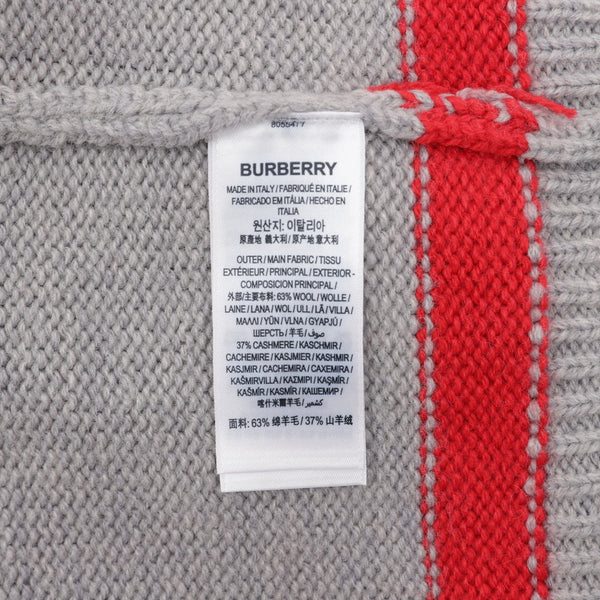 8055477
BURBERRY
MADE IN ITALY / FABRIQUÉ EN ITALIE /
FABRICADO EM ITÁLIA / HECHO EN
ITALIA
원산지: 이탈리아
原產地 義大利 / 原产地 意大利
OUTER / MAIN FABRIC / TISSU
EXTÉRIEUR / PRINCIPAL / EXTERIOR-
COMPOSICIÓN PRINCIPAL /
外部/主要布料: 63% WOOL / WOLLE /
LAINE / LANA / WOL / ULL / LÃ / VILLA /
ΜΑΛΛΙ / YÜN / VLNA / GYAPJÚ /
ШЕРСТЬ / 羊毛 / صوف /
37% CASHMERE / KASCHMIR /
CACHEMIRE / KASJMIER / KASHMIR /
KASJMIR / CACHEMIRA / CAXEMIRA /
KAŠMIRVILLA / ΚΑΣΜΙΡΙ / KAŞMİR /
KAŠMÍR / KASMÍR / КАШЕМИР /
喀什米爾羊毛 / كشمير /
面料: 63% 绵羊毛 / 37% 山羊绒